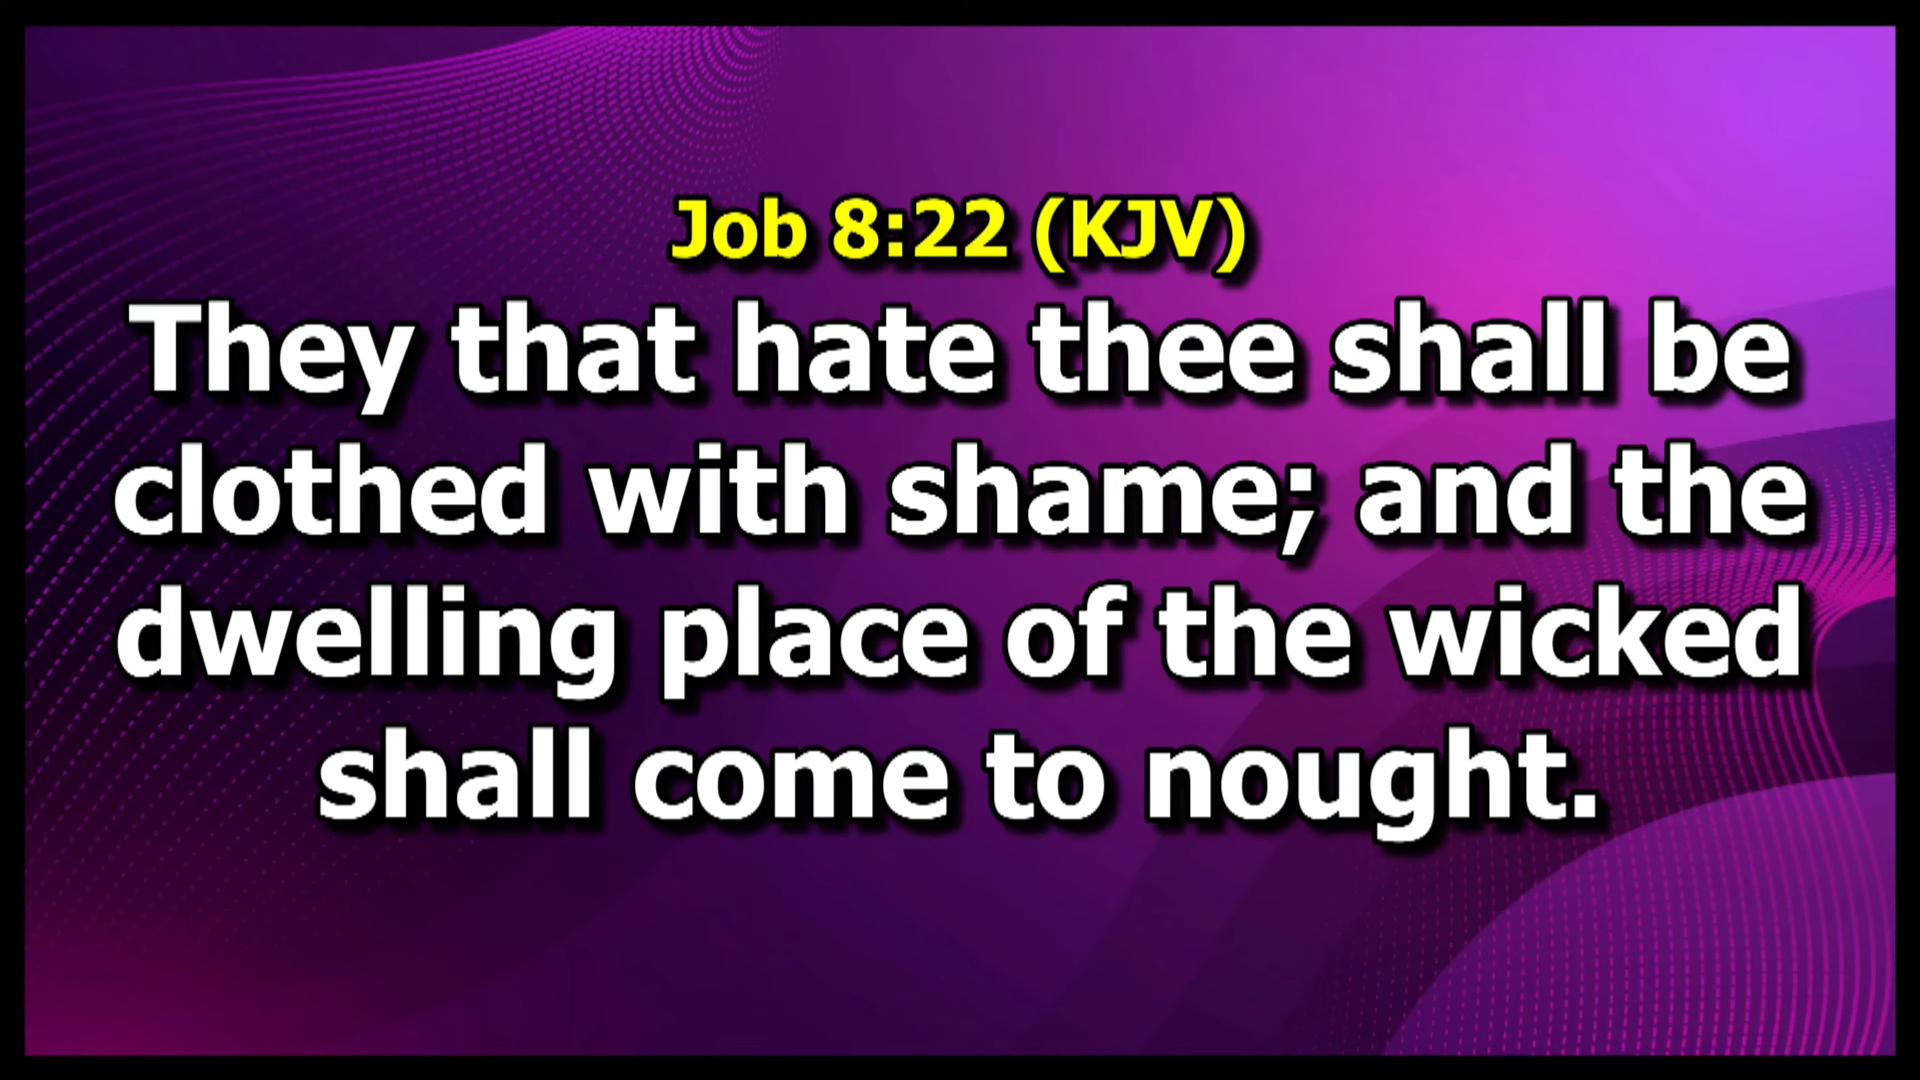 Job 8:22 (KJV)
They that hate thee shall be
clothed with shame; and the
dwelling place of the wicked
shall come to nought.